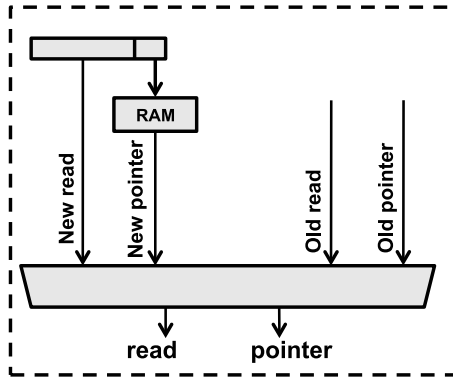 RAM
New read
New pointer
Old read
Old pointer
read
pointer